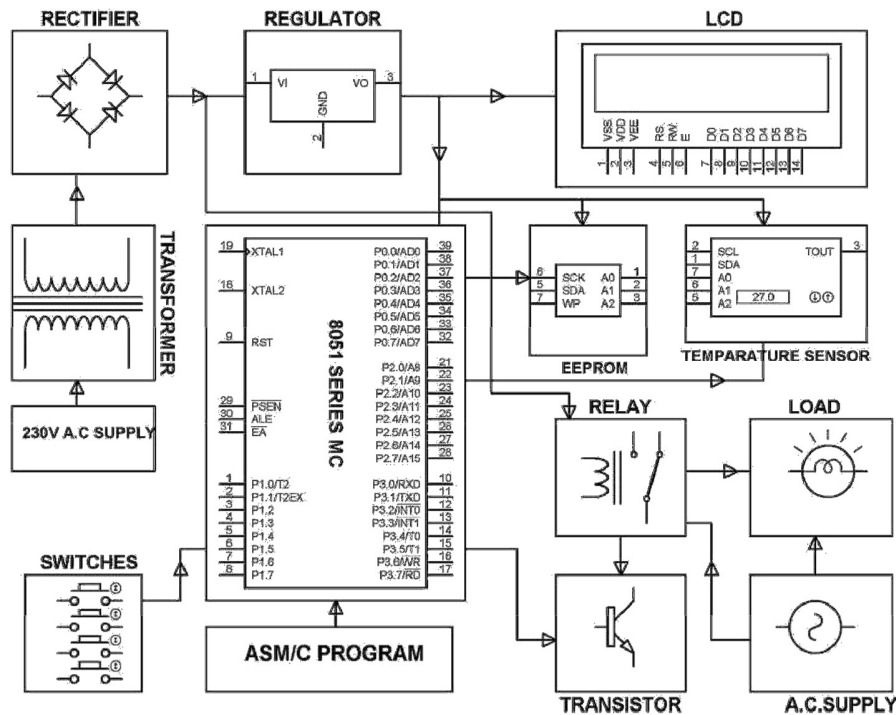 RECTIFIER
REGULATOR
LCD
1 VI VO 3
GND
2
VSS VDD VEE RS RW E D0 D1 D2 D3 D4 D5 D6 D7
1 2 3 4 5 6 7 8 9 10 11 12 13 14
TRANSFORMER
230V A.C SUPPLY
8051 SERIES MC
19 XTAL1
18 XTAL2
9 RST
29 PSEN
30 ALE
31 EA
1 P1.0/T2
2 P1.1/T2EX
3 P1.2
4 P1.3
5 P1.4
6 P1.5
7 P1.6
8 P1.7
P0.0/AD0 39
P0.1/AD1 38
P0.2/AD2 37
P0.3/AD3 36
P0.4/AD4 35
P0.5/AD5 34
P0.6/AD6 33
P0.7/AD7 32
P2.0/A8 21
P2.1/A9 22
P2.2/A10 23
P2.3/A11 24
P2.4/A12 25
P2.5/A13 26
P2.6/A14 27
P2.7/A15 28
P3.0/RXD 10
P3.1/TXD 11
P3.2/INT0 12
P3.3/INT1 13
P3.4/T0 14
P3.5/T1 15
P3.6/WR 16
P3.7/RD 17
6 SCK A0 1
5 SDA A1 2
7 WP A2 3
EEPROM
2 SCL TOUT 3
1 SDA
7 A0
6 A1 27.0
5 A2
TEMPARATURE SENSOR
RELAY
LOAD
SWITCHES
ASM/C PROGRAM
TRANSISTOR
A.C.SUPPLY